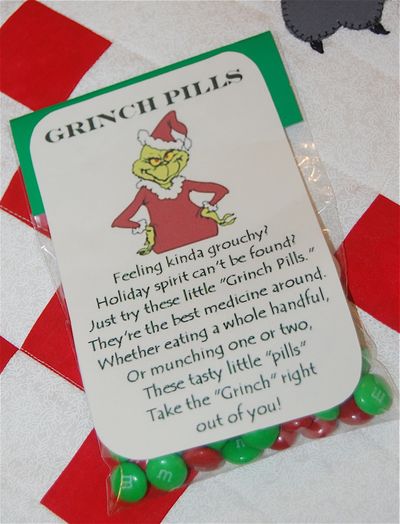 GRINCH PILLS
Feeling kinda grouchy?
Holiday spirit can't be found?
Just try these little "Grinch Pills."
They're the best medicine around.
Whether eating a whole handful,
Or munching one or two,
These tasty little "pills"
Take the "Grinch" right
out of you!
m
m
m
m